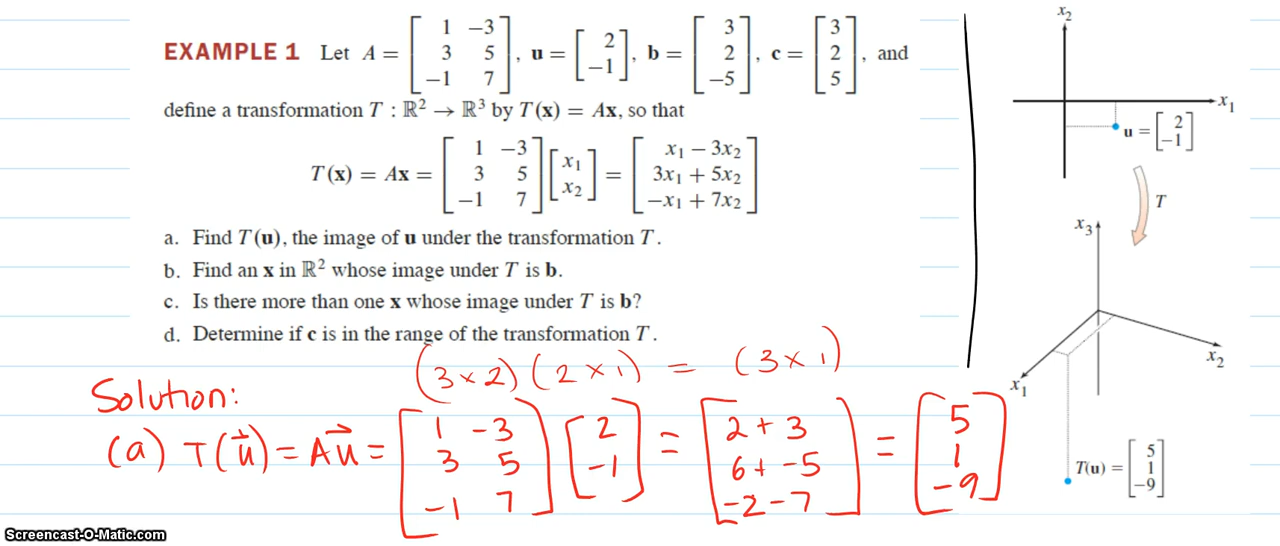 EXAMPLE 1 Let A = [1 −3; 3 5; −1 7], u = [2; −1], b = [3; 2; −5], c = [3; 2; 5], and
define a transformation T : ℝ² → ℝ³ by T(x) = Ax, so that
T(x) = Ax = [1 −3; 3 5; −1 7] [x₁; x₂] = [x₁ − 3x₂; 3x₁ + 5x₂; −x₁ + 7x₂]
a. Find T(u), the image of u under the transformation T.
b. Find an x in ℝ² whose image under T is b.
c. Is there more than one x whose image under T is b?
d. Determine if c is in the range of the transformation T.
(3 × 2) (2 × 1) = (3 × 1)
Solution:
(a) T(u⃗) = Au⃗ = [1 −3; 3 5; −1 7] [2; −1] = [2 + 3; 6 + −5; −2 − 7] = [5; 1; −9]
x₂
x₁
u = [2; −1]
T
x₃
x₂
x₁
T(u) = [5; 1; −9]
Screencast-O-Matic.com